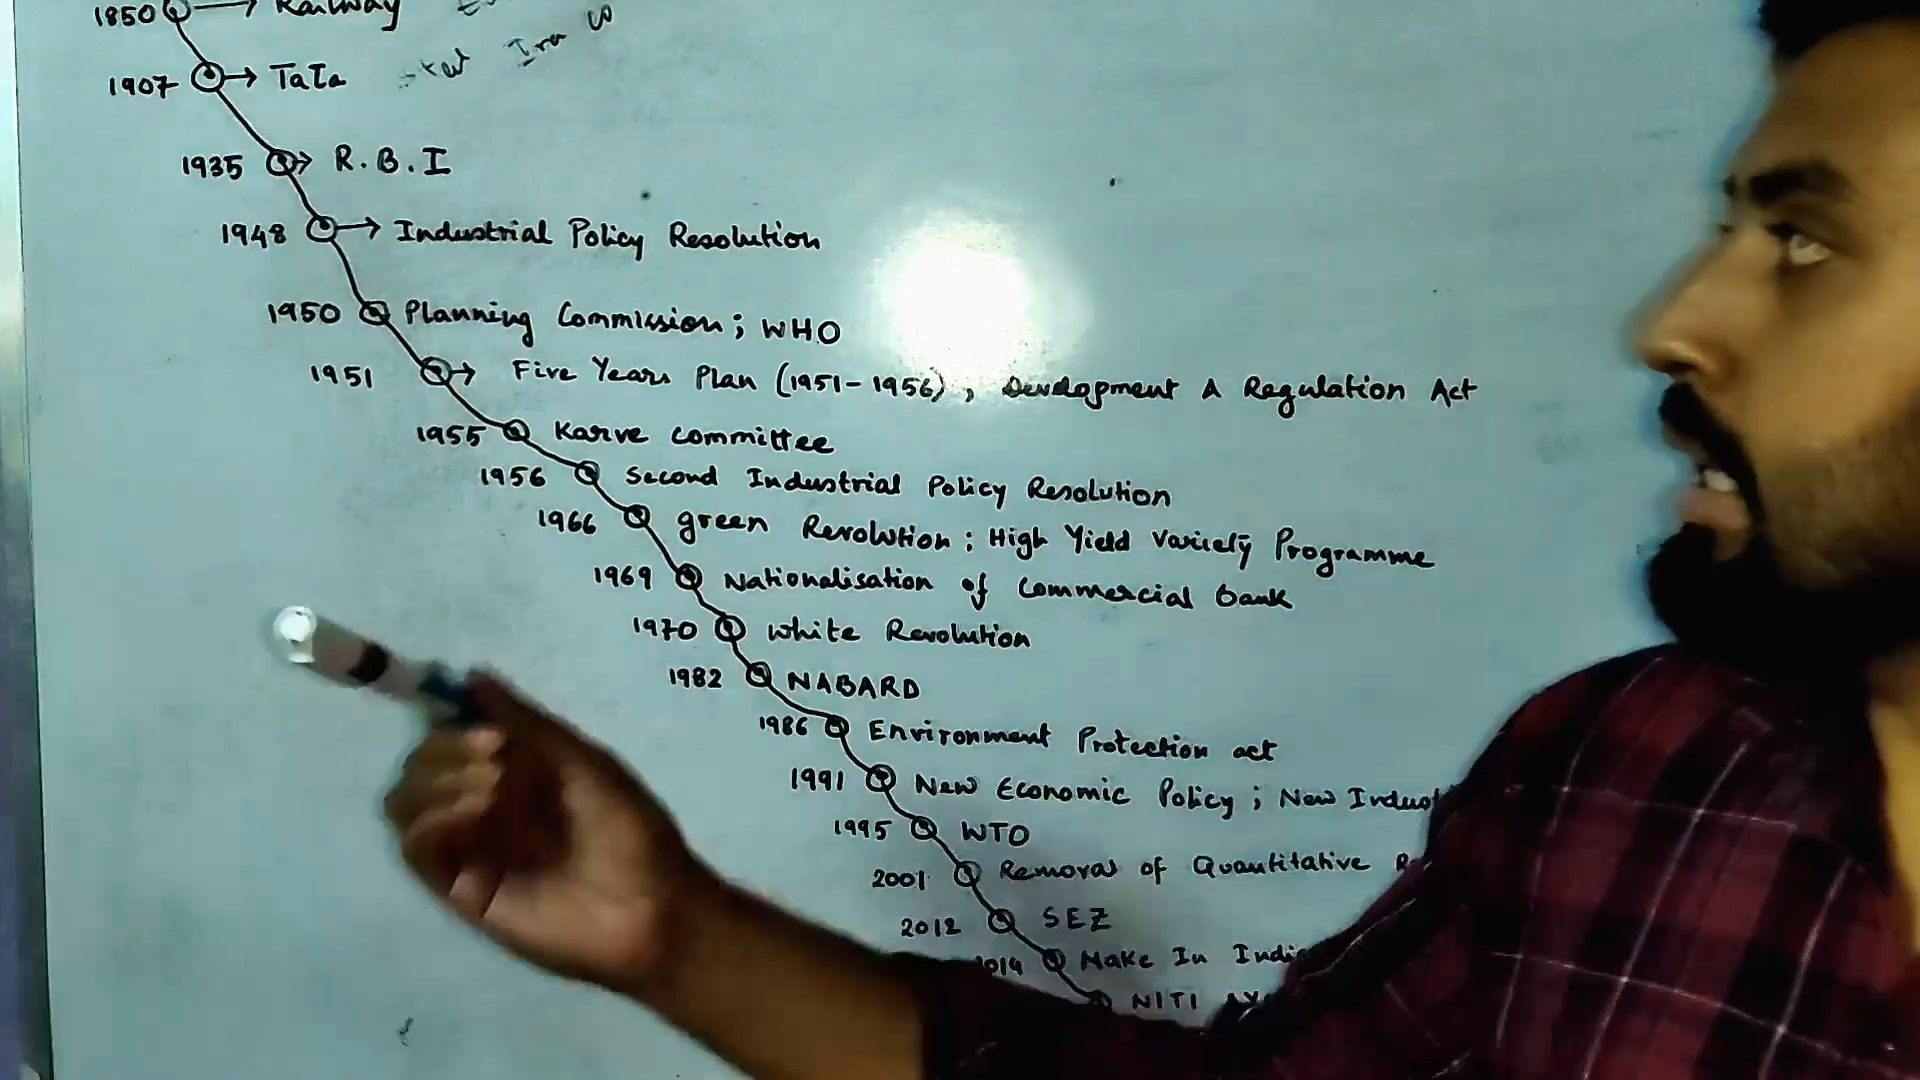 1850 → Railway
1907 → TaTa
1935 → R.B.I
1948 → Industrial Policy Resolution
1950 Planning Commission; WHO
1951 → Five Years Plan (1951-1956), Development A Regulation Act
1955 Karve committee
1956 Second Industrial Policy Resolution
1966 green Revolution; High Yield Variety Programme
1969 Nationalisation of Commercial Bank
1970 White Revolution
1982 NABARD
1986 Environment Protection act
1991 New Economic Policy; New Indust
1995 WTO
2001 Removal of Quantitative R
2012 SEZ
014 Make In India
NITI